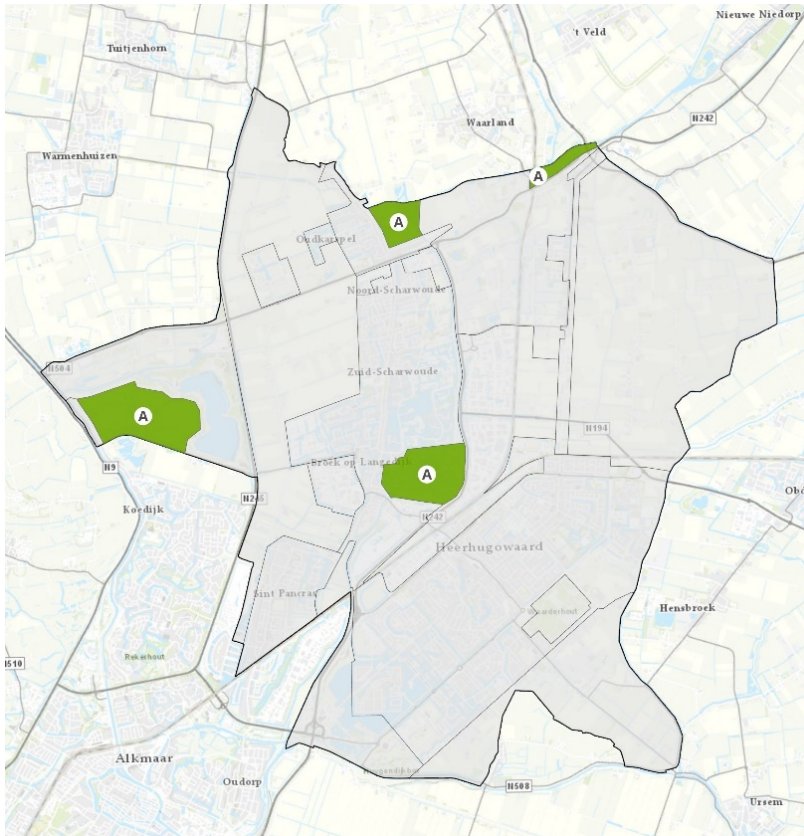 Nieuwe Niedorp
't Veld
Tuitjenhorn
Waarland
N242
Warmenhuizen
A
A
Oudkarspel
Noord-Scharwoude
N504
Zuid-Scharwoude
A
N194
Broek op Langedijk
A
N9
N245
Obd
Koedijk
N242
Heerhugowaard
Sint Pancras
Waarderhout
Hensbroek
Rekerhout
N510
Alkmaar
Oudorp
N508
Ursem